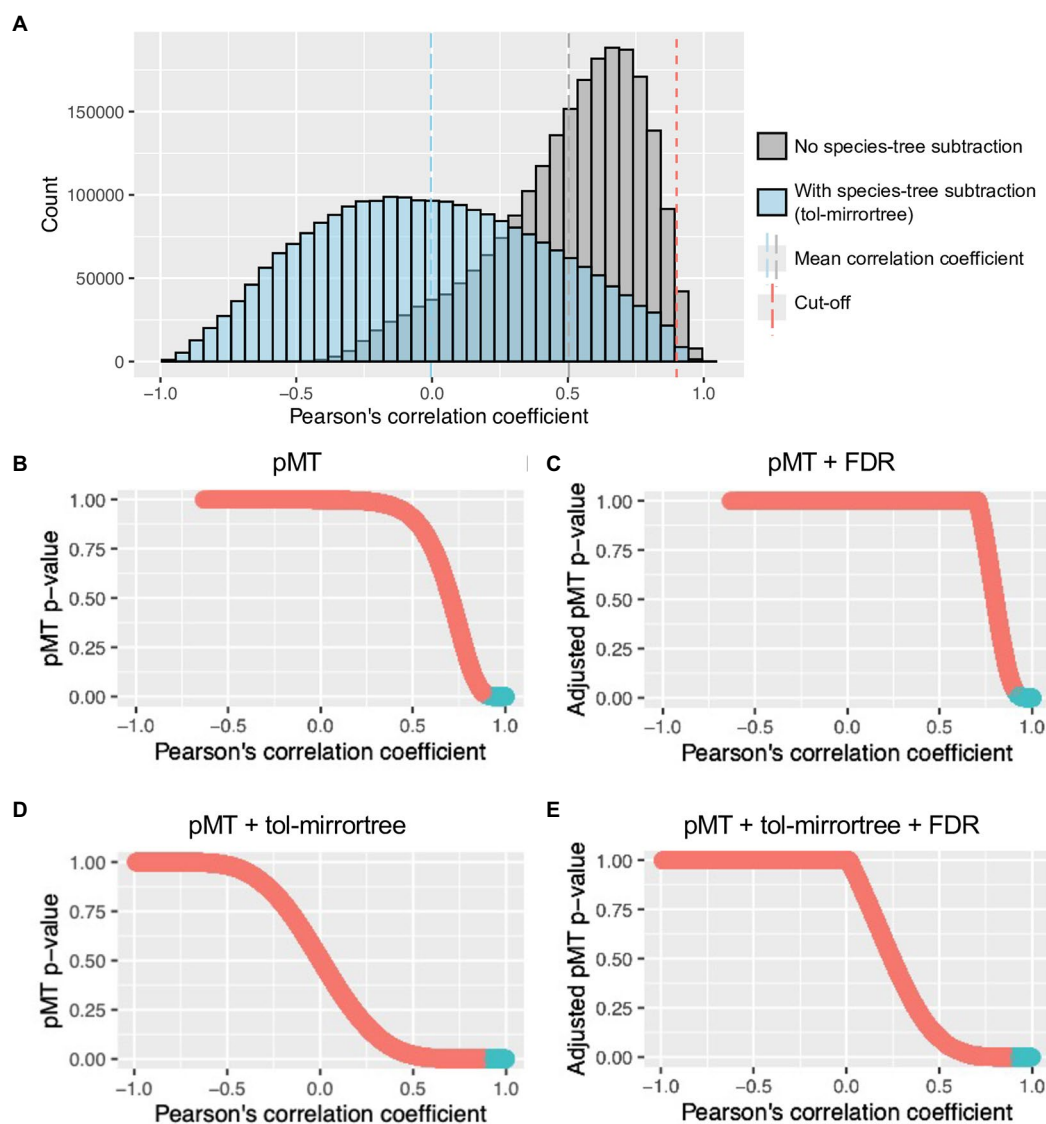 A
Count
150000
100000
50000
0
−1.0
−0.5
0.0
0.5
1.0
Pearson's correlation coefficient
No species-tree subtraction
With species-tree subtraction
(tol-mirrortree)
Mean correlation coefficient
Cut-off
B
pMT
pMT p−value
1.00
0.75
0.50
0.25
0.00
−1.0
−0.5
0.0
0.5
1.0
Pearson's correlation coefficient
C
pMT + FDR
Adjusted pMT p−value
1.00
0.75
0.50
0.25
0.00
−1.0
−0.5
0.0
0.5
1.0
Pearson's correlation coefficient
D
pMT + tol-mirrortree
pMT p−value
1.00
0.75
0.50
0.25
0.00
−1.0
−0.5
0.0
0.5
1.0
Pearson's correlation coefficient
E
pMT + tol-mirrortree + FDR
Adjusted pMT p−value
1.00
0.75
0.50
0.25
0.00
−1.0
−0.5
0.0
0.5
1.0
Pearson's correlation coefficient